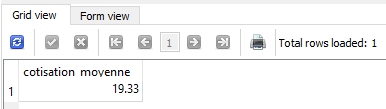 Grid view Form view
1 Total rows loaded: 1
cotisation_moyenne
1 19.33